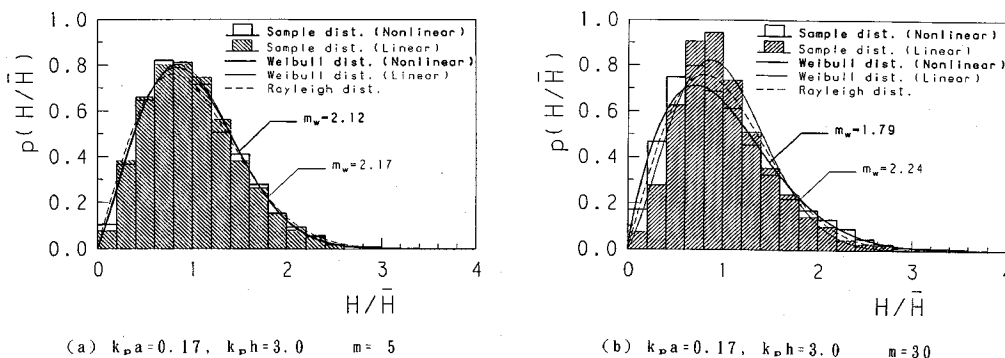 1.0
0.8
0.6
0.4
0.2
0.0
p(H/H̄)
Sample dist. (Nonlinear)
Sample dist. (Linear)
Weibull dist. (Nonlinear)
Weibull dist. (Linear)
Rayleigh dist.
m_w=2.12
m_w=2.17
0 1 2 3 4
H/H̄
(a) k_pa=0.17, k_ph=3.0 m= 5
1.0
0.8
0.6
0.4
0.2
0.0
p(H/H̄)
Sample dist. (Nonlinear)
Sample dist. (Linear)
Weibull dist. (Nonlinear)
Weibull dist. (Linear)
Rayleigh dist.
m_w=1.79
m_w=2.24
0 1 2 3 4
H/H̄
(b) k_pa=0.17, k_ph=3.0 m=30